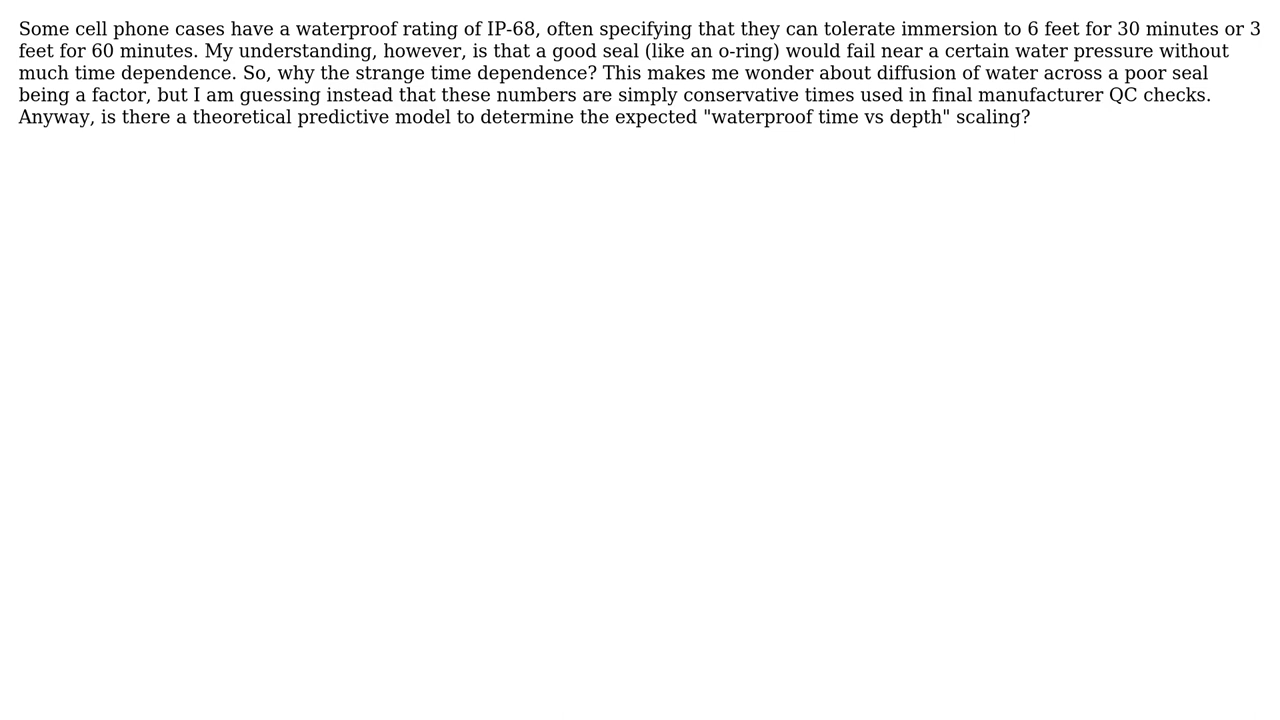 Some cell phone cases have a waterproof rating of IP-68, often specifying that they can tolerate immersion to 6 feet for 30 minutes or 3
feet for 60 minutes. My understanding, however, is that a good seal (like an o-ring) would fail near a certain water pressure without
much time dependence. So, why the strange time dependence? This makes me wonder about diffusion of water across a poor seal
being a factor, but I am guessing instead that these numbers are simply conservative times used in final manufacturer QC checks.
Anyway, is there a theoretical predictive model to determine the expected "waterproof time vs depth" scaling?